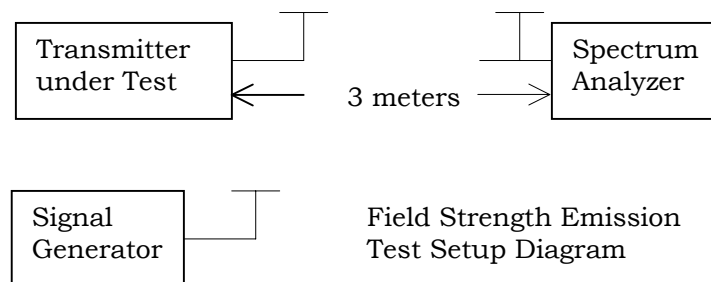 Transmitter
under Test
3 meters
Spectrum
Analyzer
Signal
Generator
Field Strength Emission
Test Setup Diagram